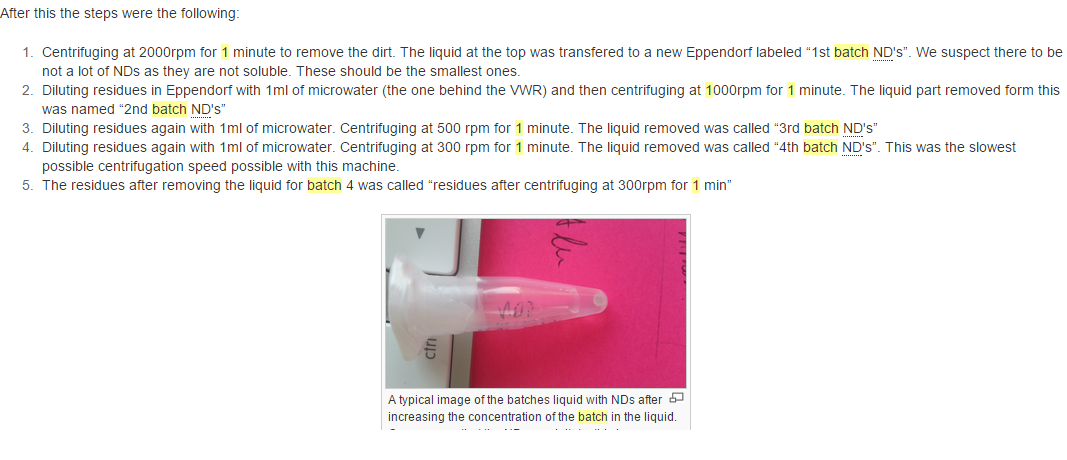 After this the steps were the following:
1. Centrifuging at 2000rpm for 1 minute to remove the dirt. The liquid at the top was transfered to a new Eppendorf labeled “1st batch ND's”. We suspect there to be
not a lot of NDs as they are not soluble. These should be the smallest ones.
2. Diluting residues in Eppendorf with 1ml of microwater (the one behind the VWR) and then centrifuging at 1000rpm for 1 minute. The liquid part removed form this
was named “2nd batch ND's”
3. Diluting residues again with 1ml of microwater. Centrifuging at 500 rpm for 1 minute. The liquid removed was called “3rd batch ND's”
4. Diluting residues again with 1ml of microwater. Centrifuging at 300 rpm for 1 minute. The liquid removed was called “4th batch ND's”. This was the slowest
possible centrifugation speed possible with this machine.
5. The residues after removing the liquid for batch 4 was called “residues after centrifuging at 300rpm for 1 min”
A typical image of the batches liquid with NDs after
increasing the concentration of the batch in the liquid.